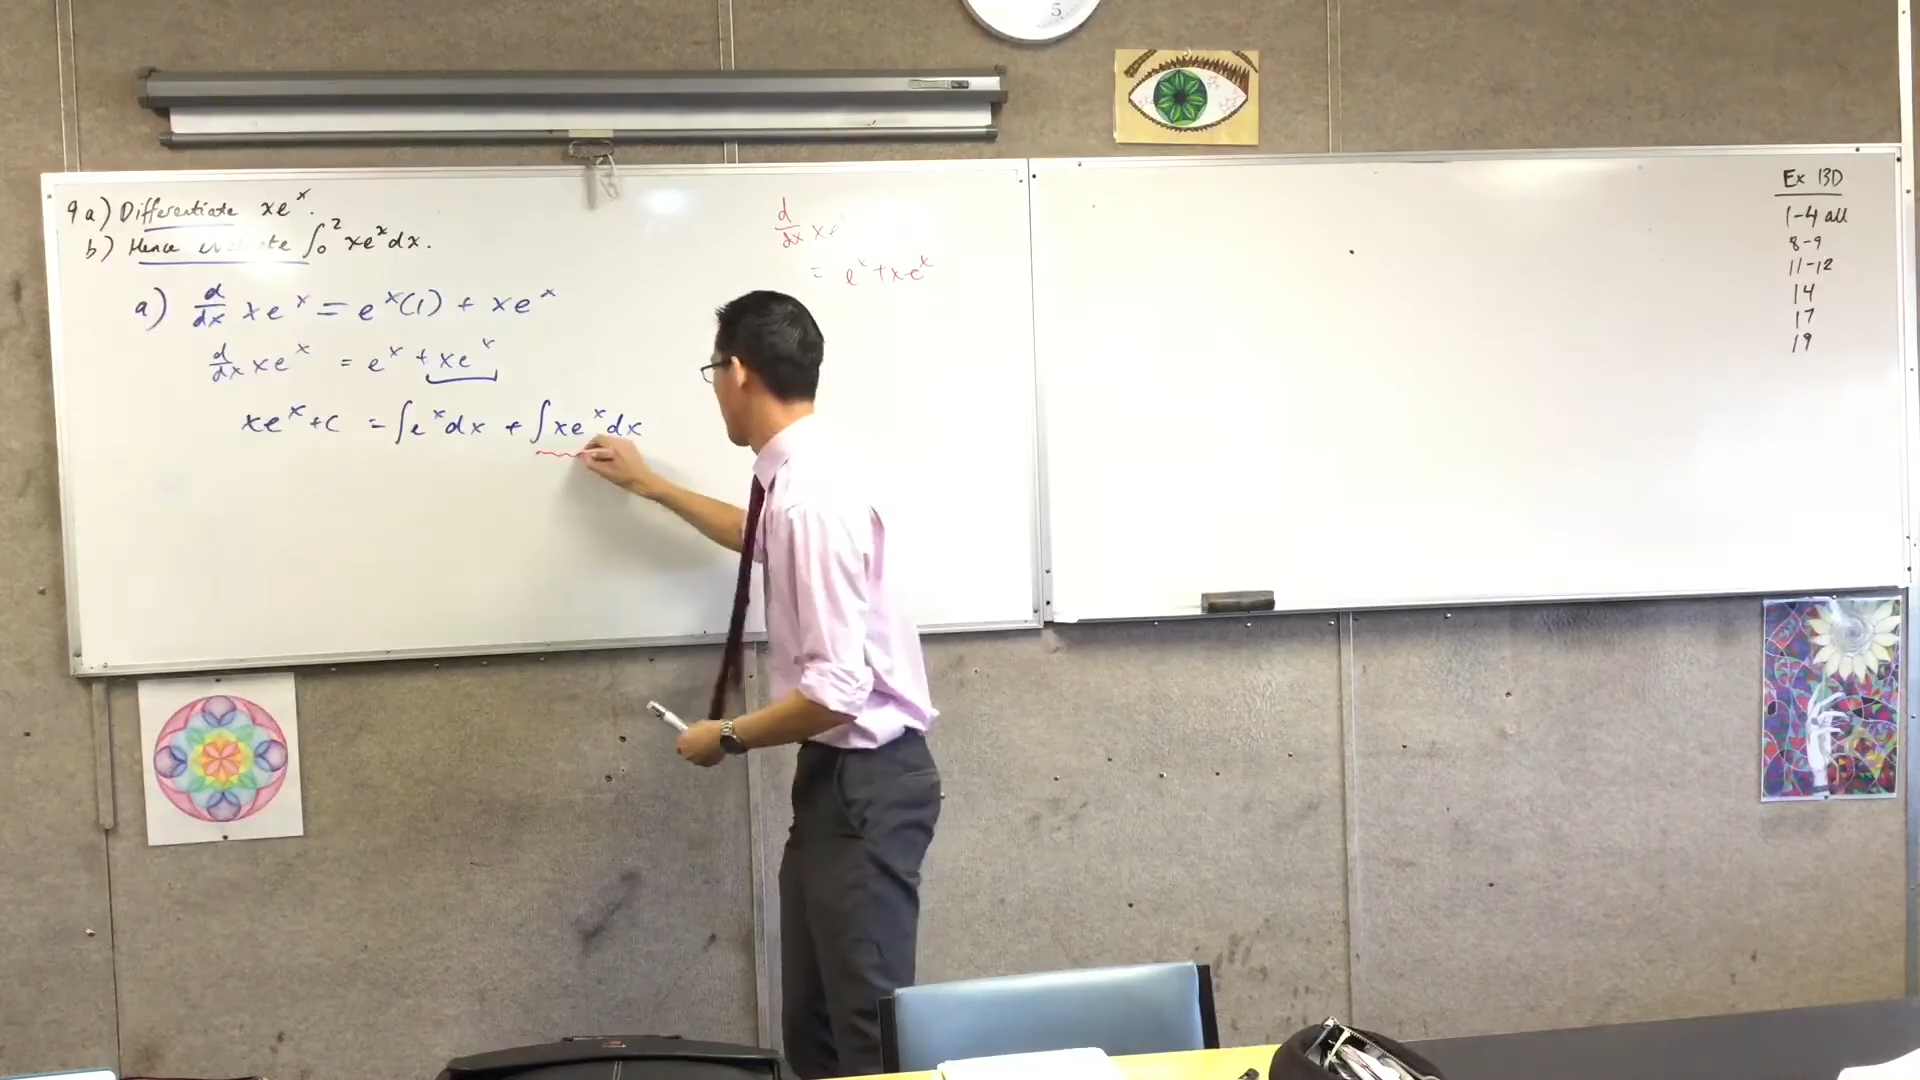 9 a) Differentiate xe^x.
b) Hence evaluate ∫₀² xe^x dx.
a) d/dx xe^x = e^x(1) + xe^x
d/dx xe^x = e^x + xe^x
xe^x + c = ∫e^x dx + ∫xe^x dx
d/dx xe
= e^x + xe^x
Ex 13D
1-4 all
8-9
11-12
14
17
19
5